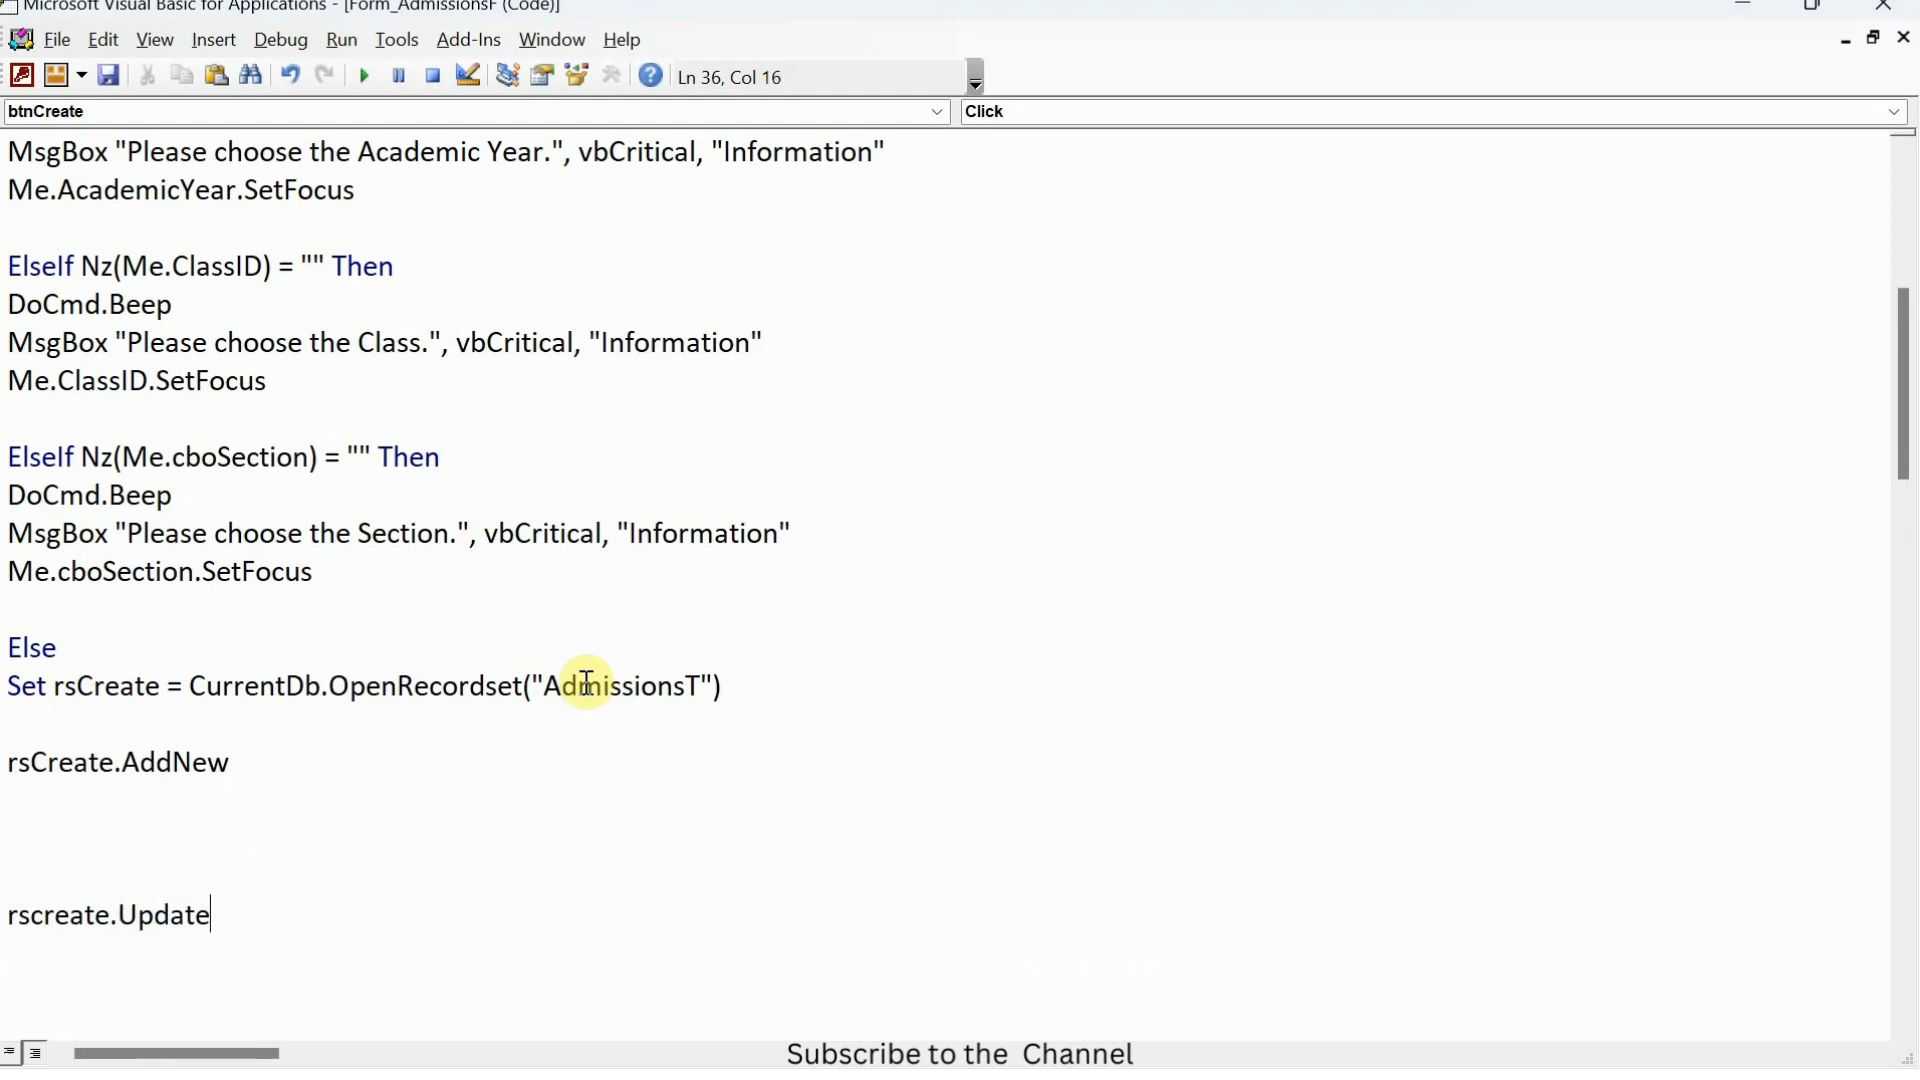 Microsoft Visual Basic for Applications - [Form_AdmissionsF (Code)]
File Edit View Insert Debug Run Tools Add-Ins Window Help
Ln 36, Col 16
btnCreate Click
MsgBox "Please choose the Academic Year.", vbCritical, "Information"
Me.AcademicYear.SetFocus
ElseIf Nz(Me.ClassID) = "" Then
DoCmd.Beep
MsgBox "Please choose the Class.", vbCritical, "Information"
Me.ClassID.SetFocus
ElseIf Nz(Me.cboSection) = "" Then
DoCmd.Beep
MsgBox "Please choose the Section.", vbCritical, "Information"
Me.cboSection.SetFocus
Else
Set rsCreate = CurrentDb.OpenRecordset("AdmissionsT")
rsCreate.AddNew
rscreate.Update
Subscribe to the Channel